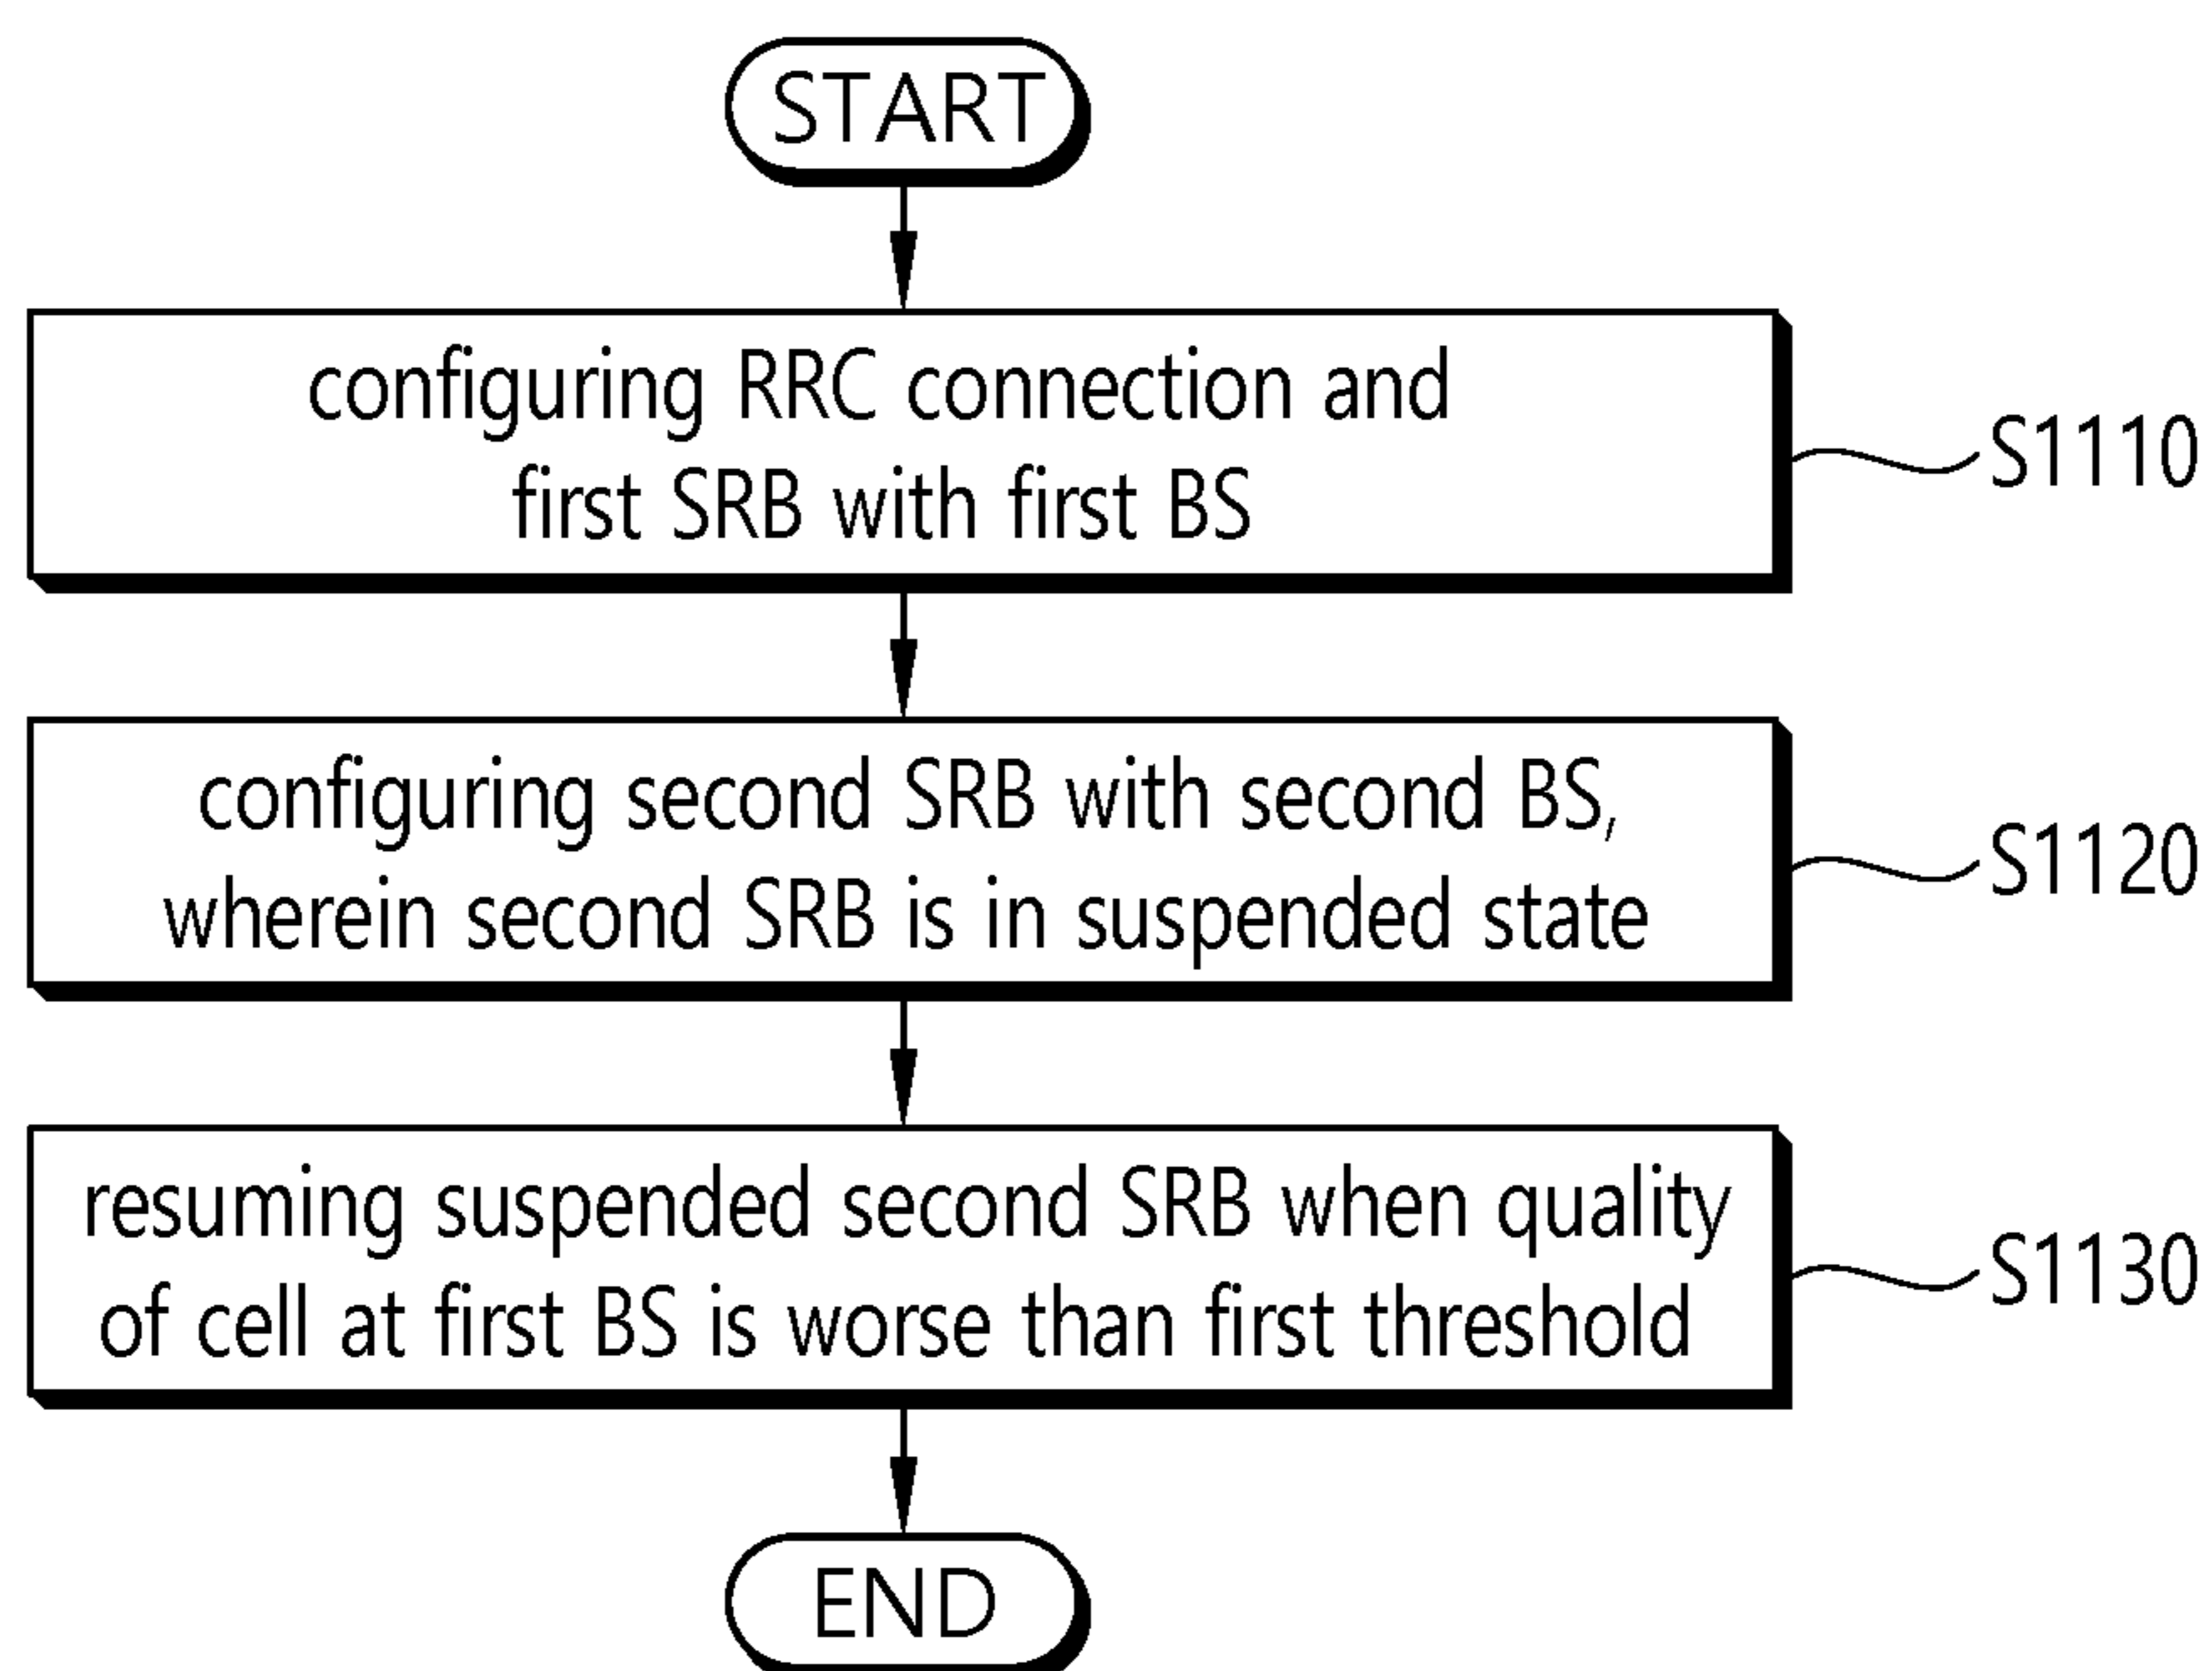 START
configuring RRC connection and
first SRB with first BS
S1110
configuring second SRB with second BS,
wherein second SRB is in suspended state
S1120
resuming suspended second SRB when quality
of cell at first BS is worse than first threshold
S1130
END